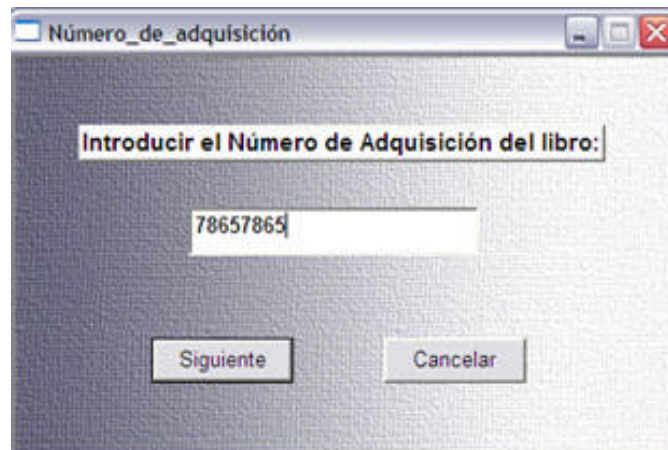 Número_de_adquisición
Introducir el Número de Adquisición del libro:
78657865
Siguiente
Cancelar